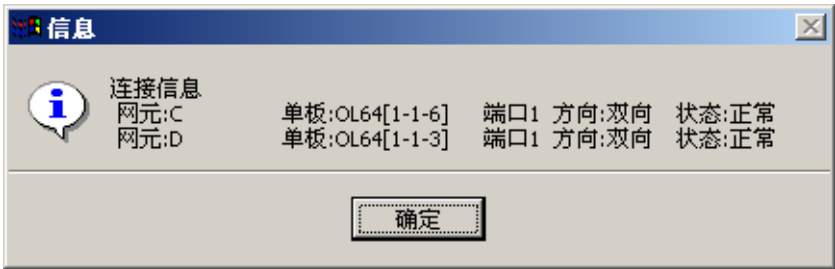 信息
连接信息
网元:C 单板:OL64[1-1-6] 端口1 方向:双向 状态:正常
网元:D 单板:OL64[1-1-3] 端口1 方向:双向 状态:正常
确定